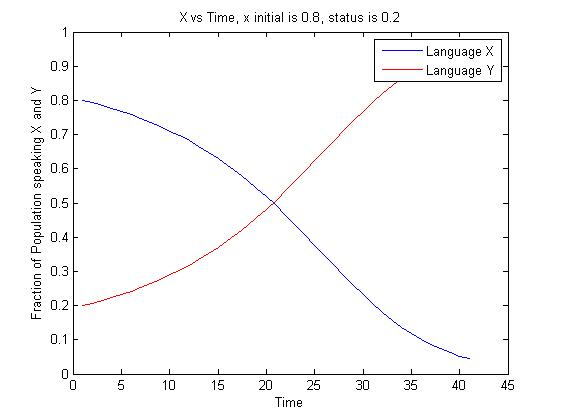 X vs Time, x initial is 0.8, status is 0.2
Language X
Language Y
Fraction of Population speaking X and Y
1
0.9
0.8
0.7
0.6
0.5
0.4
0.3
0.2
0.1
0
0 5 10 15 20 25 30 35 40 45
Time